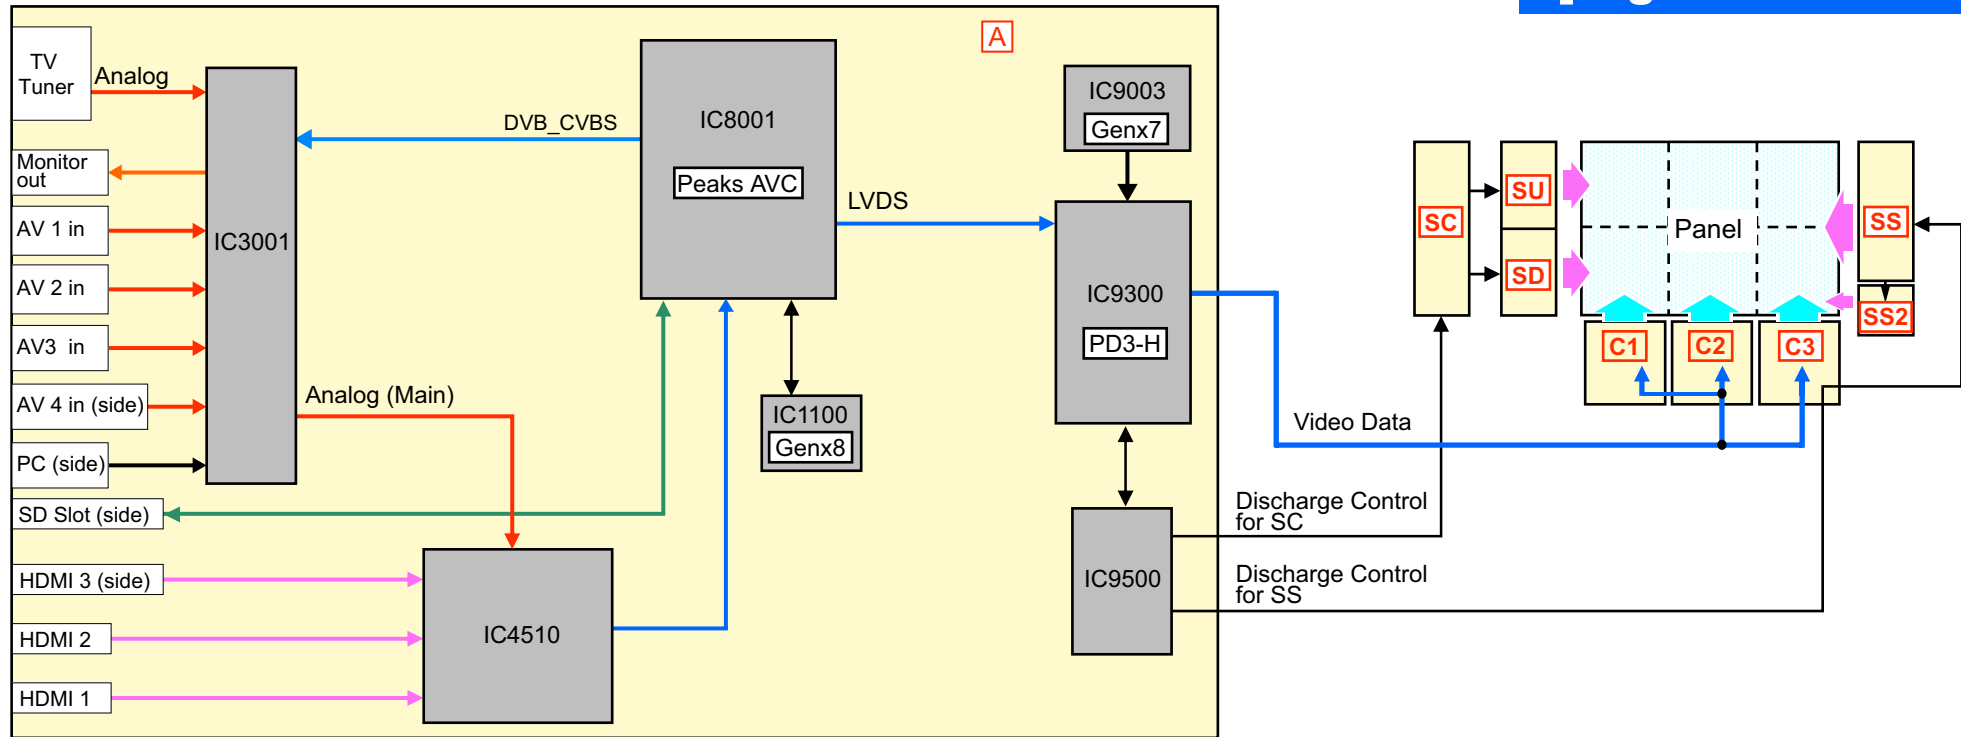 A
TV
Tuner
Analog
Monitor
out
AV 1 in
AV 2 in
AV3  in
AV 4 in (side)
PC (side)
SD Slot (side)
HDMI 3 (side)
HDMI 2
HDMI 1
IC3001
DVB_CVBS
Analog (Main)
IC4510
IC8001
Peaks AVC
LVDS
IC1100
Genx8
IC9003
Genx7
IC9300
PD3-H
IC9500
Video Data
Discharge Control
for SC
Discharge Control
for SS
SC
SU
SD
Panel
SS
SS2
C1
C2
C3